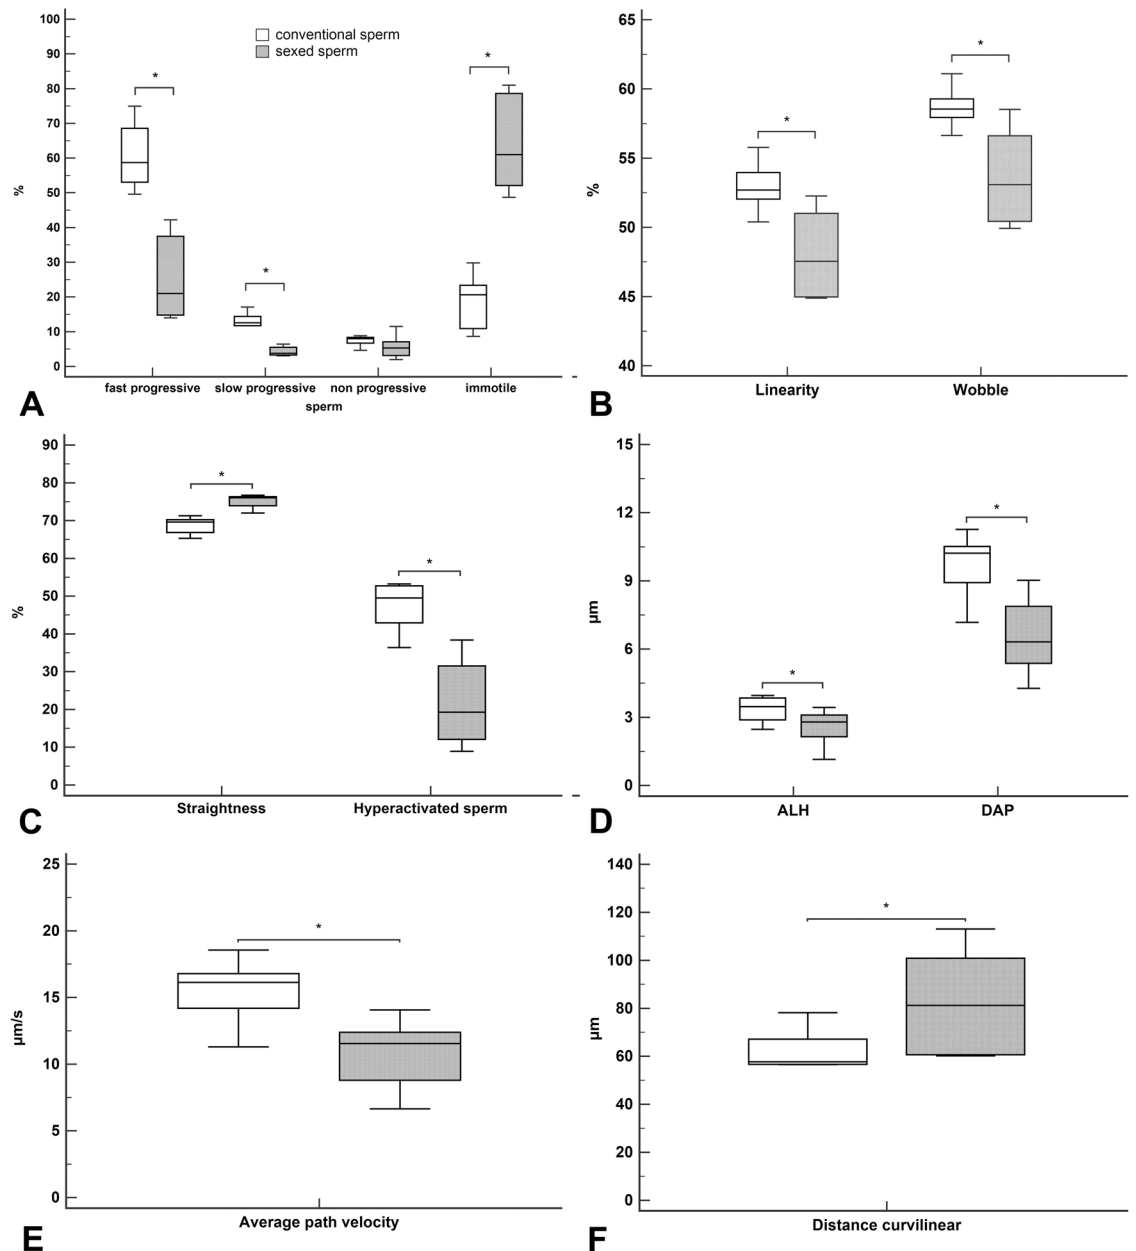 100
90
80
70
60
50
40
30
20
10
0
%
conventional sperm
sexed sperm
*
*
*
fast progressive
slow progressive
non progressive
immotile
sperm
A
65
60
55
50
45
40
%
*
*
Linearity
Wobble
B
90
80
70
60
50
40
30
20
10
0
%
*
*
Straightness
Hyperactivated sperm
C
15
12
9
6
3
0
µm
*
*
ALH
DAP
D
25
20
15
10
5
0
µm/s
*
Average path velocity
E
140
120
100
80
60
40
20
0
µm
*
Distance curvilinear
F